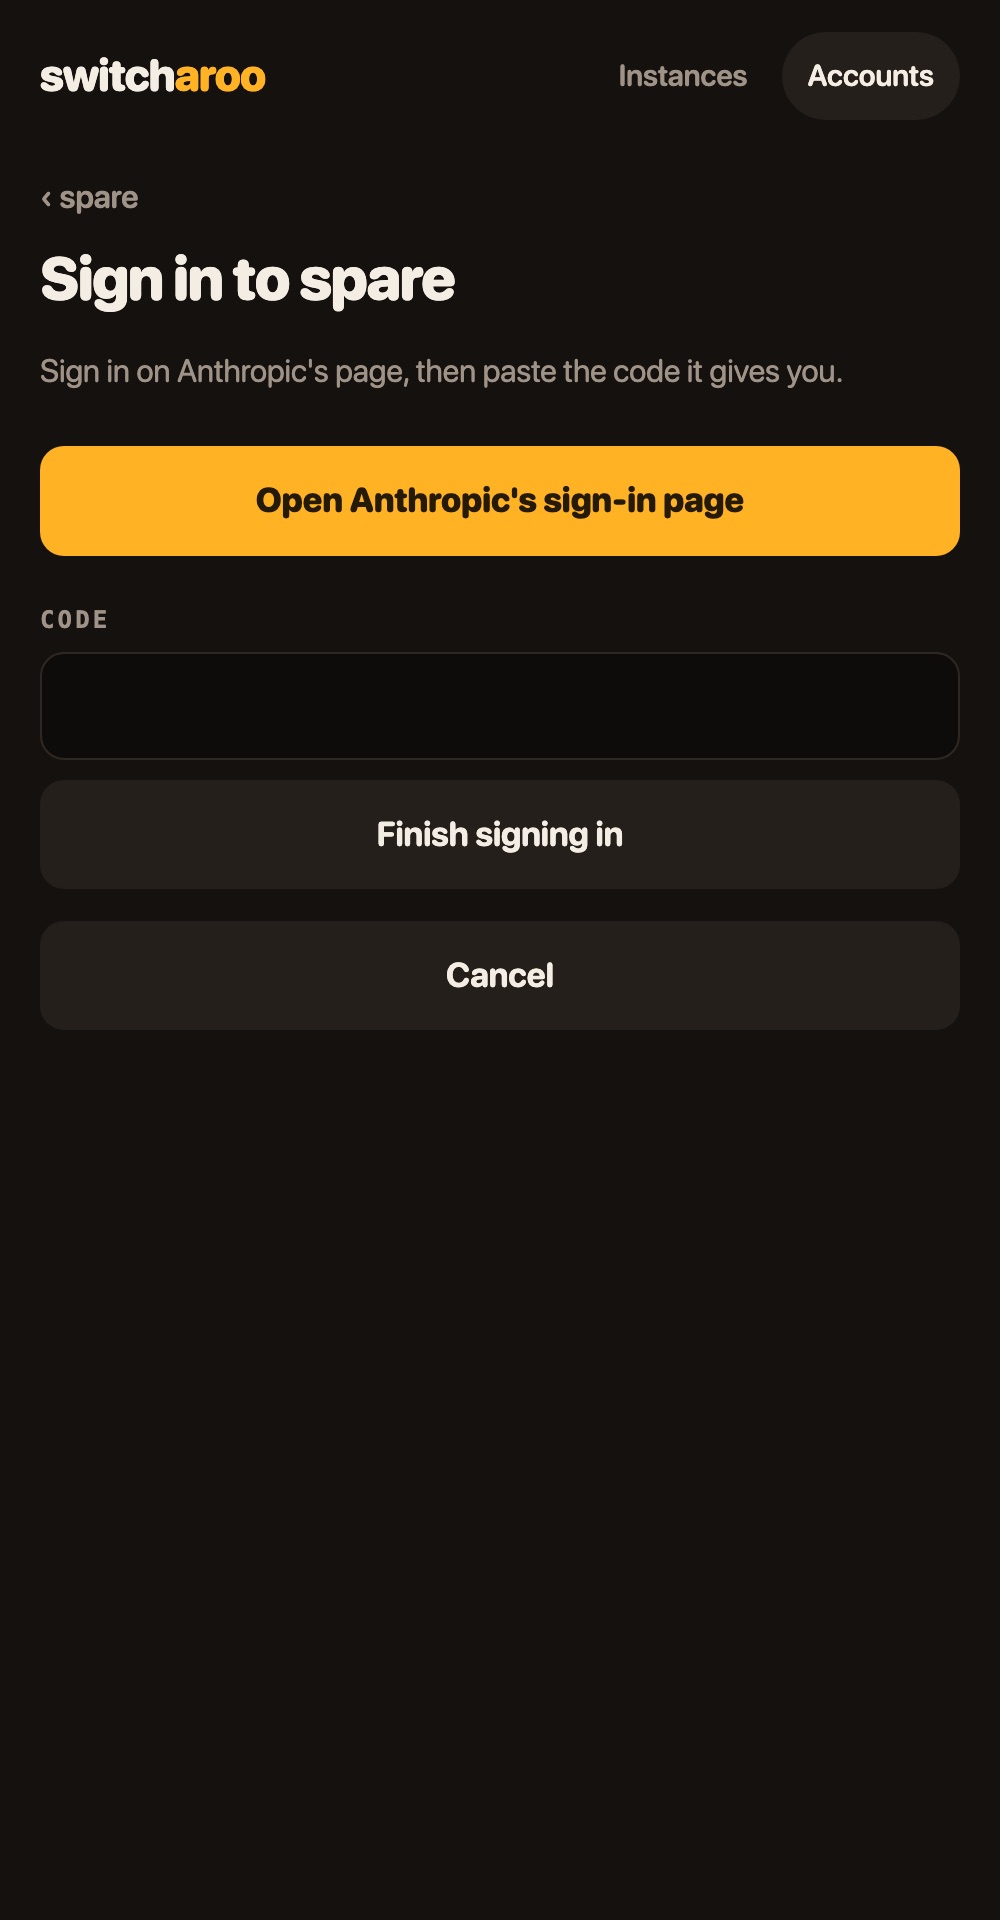 switcharoo
Instances
Accounts
‹ spare
Sign in to spare
Sign in on Anthropic's page, then paste the code it gives you.
Open Anthropic's sign-in page
CODE
Finish signing in
Cancel